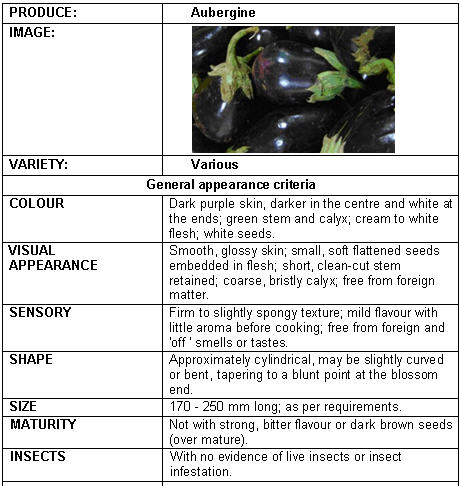 PRODUCE: Aubergine
IMAGE:
VARIETY: Various
General appearance criteria
COLOUR Dark purple skin, darker in the centre and white at
the ends; green stem and calyx; cream to white
flesh; white seeds.
VISUAL Smooth, glossy skin; small, soft flattened seeds
APPEARANCE embedded in flesh; short, clean-cut stem
retained; coarse, bristly calyx; free from foreign
matter.
SENSORY Firm to slightly spongy texture; mild flavour with
little aroma before cooking; free from foreign and
'off ' smells or tastes.
SHAPE Approximately cylindrical, may be slightly curved
or bent, tapering to a blunt point at the blossom
end.
SIZE 170 - 250 mm long; as per requirements.
MATURITY Not with strong, bitter flavour or dark brown seeds
(over mature).
INSECTS With no evidence of live insects or insect
infestation.